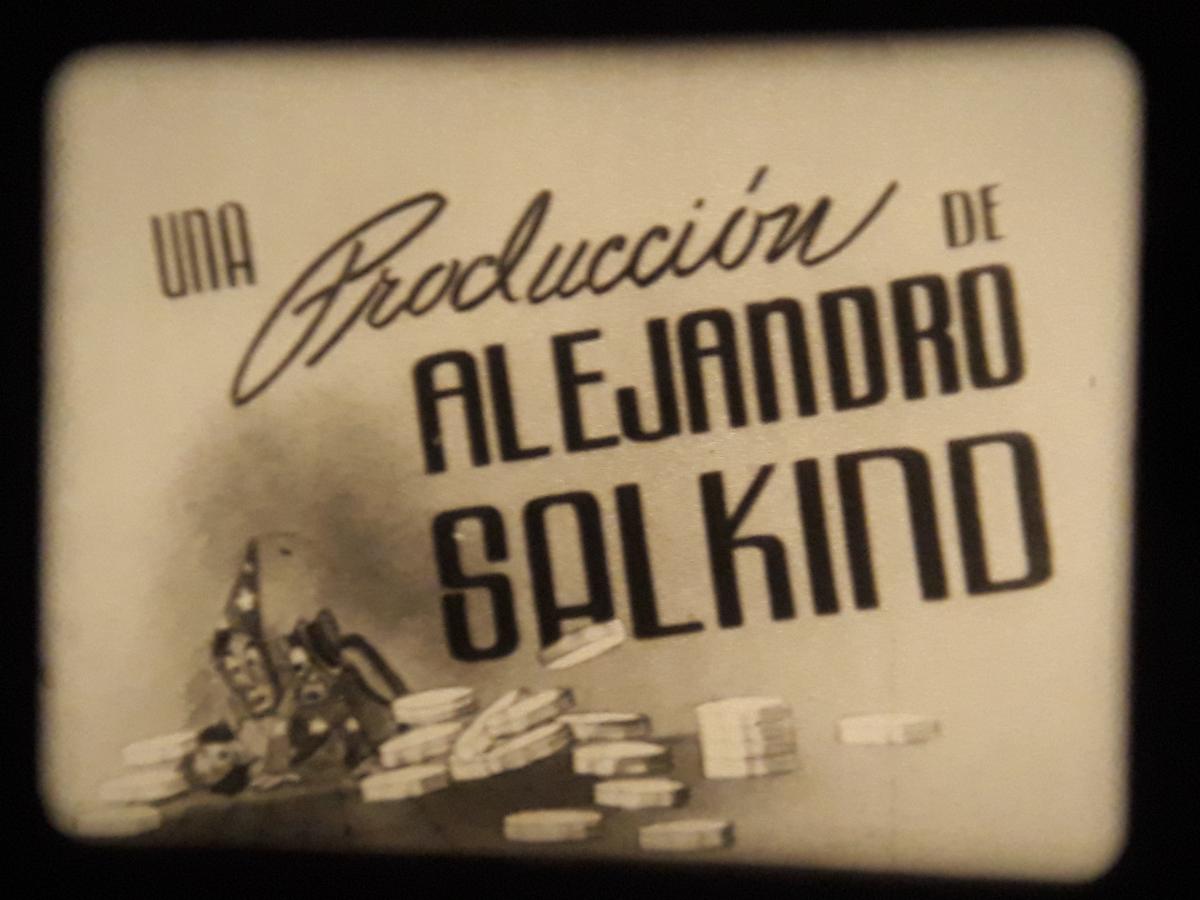 UNA Producción DE
ALEJANDRO
SALKIND